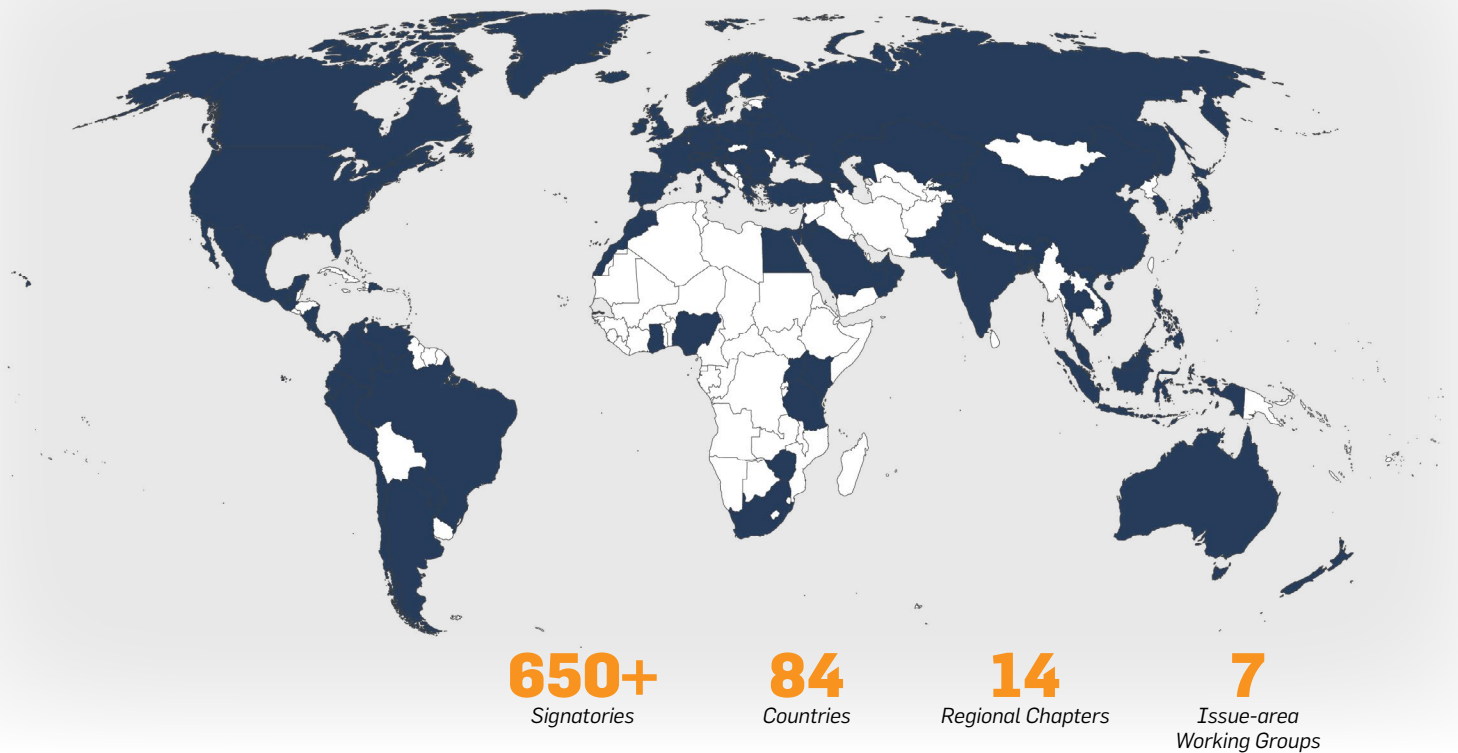 650+
Signatories
84
Countries
14
Regional Chapters
7
Issue-area
Working Groups